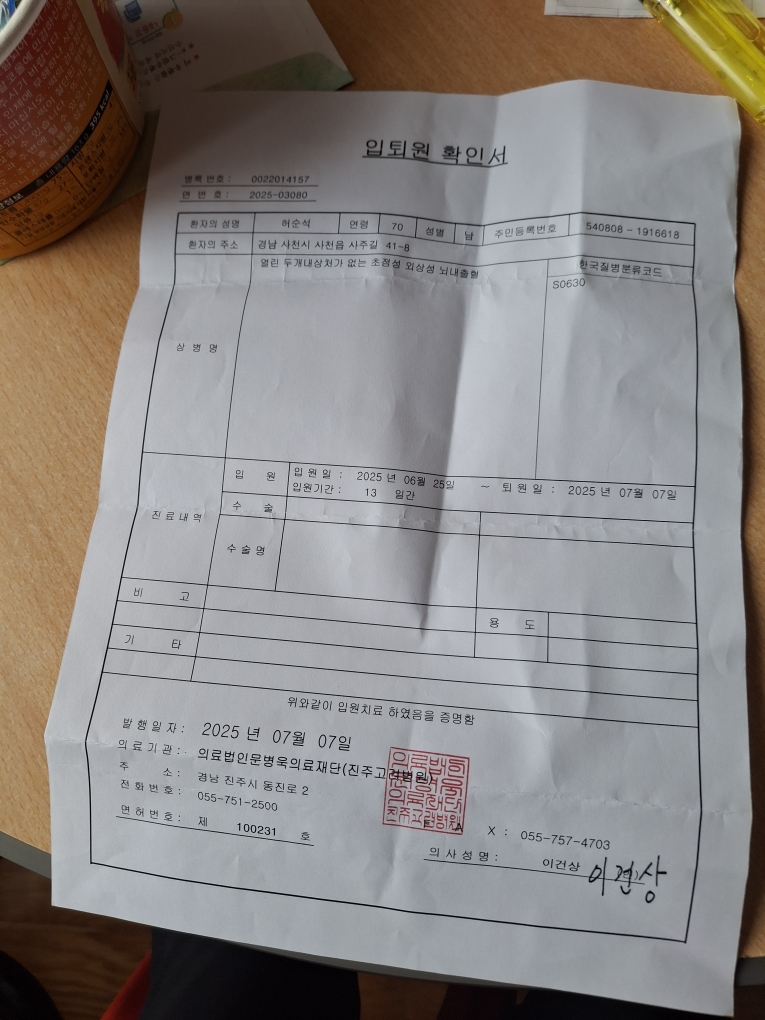 395 kcal
입퇴원 확인서
병록번호 : 0022014157
연 번 호 : 2025-03080
환자의 성명 허순석 연령 70 성별 남 주민등록번호 540808 - 1916618
환자의 주소 경남 사천시 사천읍 사주길 41-8
상 병 명 열린 두개내상처가 없는 초점성 외상성 뇌내출혈 한국질병분류코드
S0630
진료내역 입 원 입 원 일 : 2025 년 06월 25일 ~ 퇴 원 일 : 2025 년 07월 07일
입원기간 : 13 일간
수 술
수 술 명
비 고
용 도
기 타
위와같이 입원치료 하였음을 증명함
발 행 일 자 : 2025 년 07월 07일
의 료 기 관 : 의료법인문병욱의료재단(진주고려병원)
주 소 : 경남 진주시 동진로 2
전 화 번 호 : 055-751-2500
F A X : 055-757-4703
면 허 번 호 : 제 100231 호
의 사 성 명 : 이건상 이건상